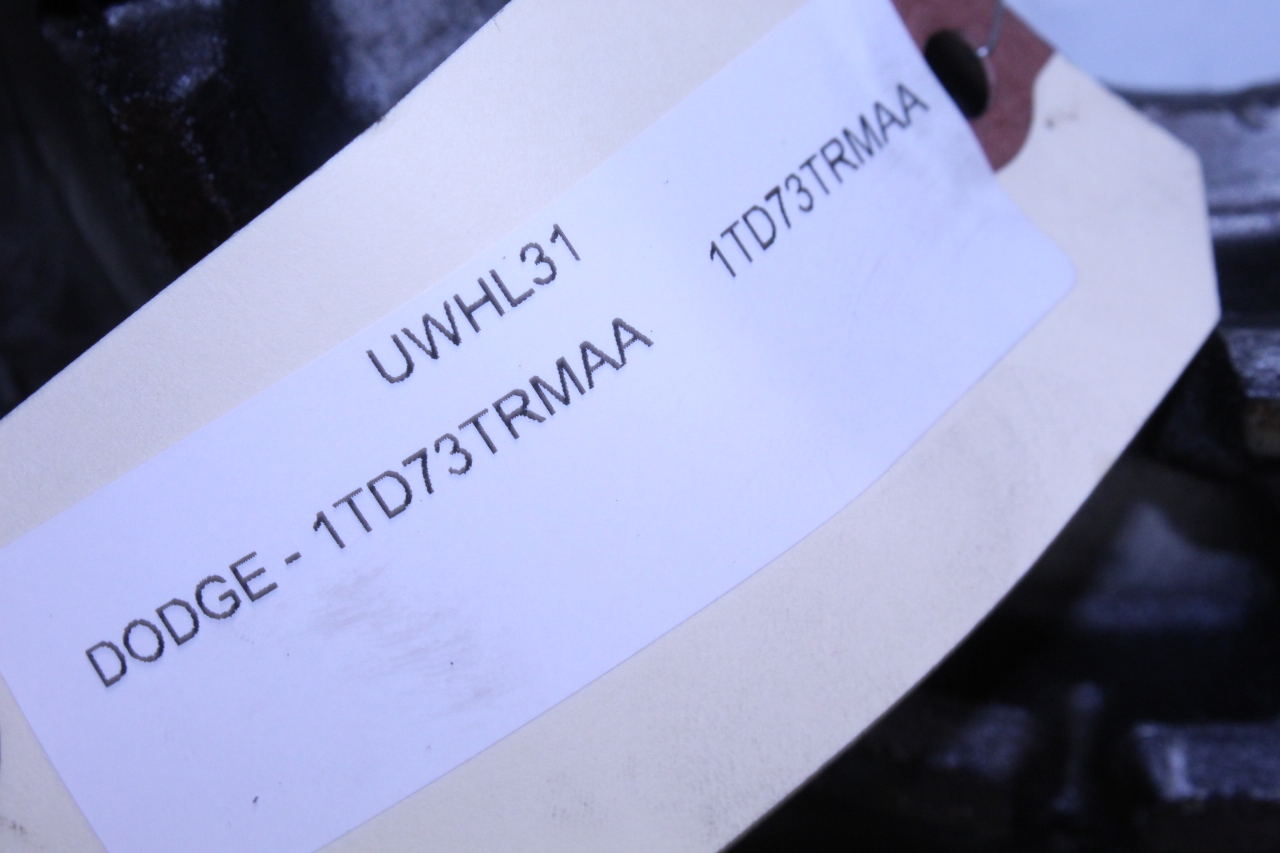 UWHL31
1TD73TRMAA
DODGE - 1TD73TRMAA